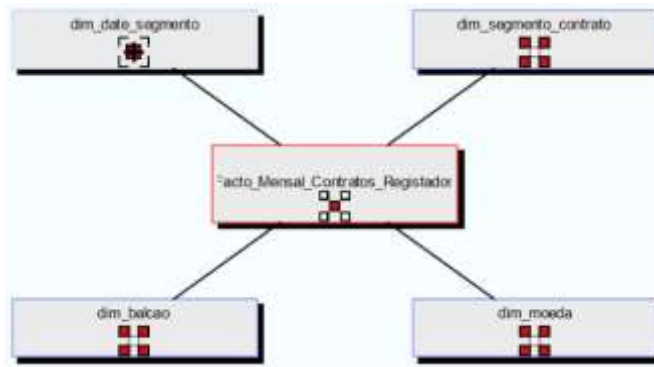 dim_date_segmento
dim_segmento_contrato
Facto_Mensal_Contratos_Registador
dim_balcao
dim_moeda